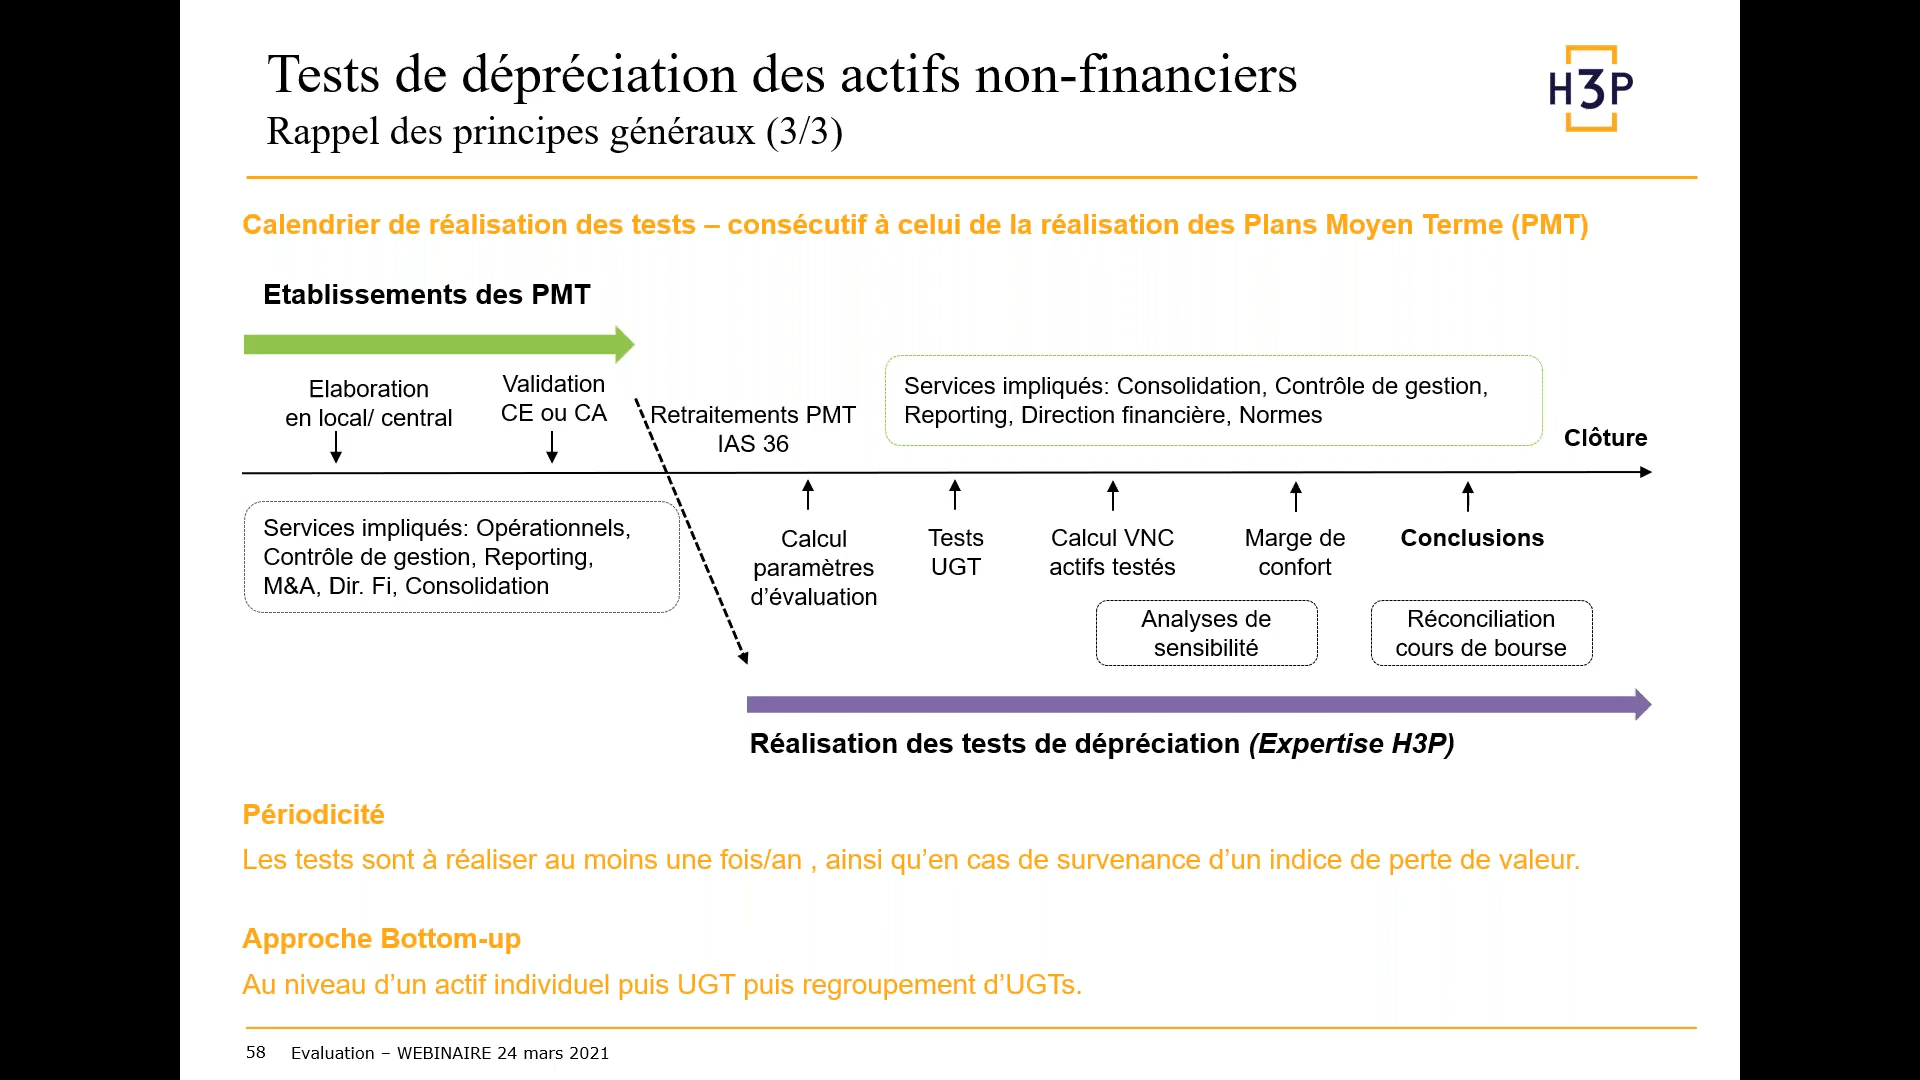 Tests de dépréciation des actifs non-financiers
Rappel des principes généraux (3/3)
H3P
Calendrier de réalisation des tests – consécutif à celui de la réalisation des Plans Moyen Terme (PMT)
Etablissements des PMT
Elaboration
en local/ central
Validation
CE ou CA
Retraitements PMT
IAS 36
Services impliqués: Consolidation, Contrôle de gestion,
Reporting, Direction financière, Normes
Clôture
Services impliqués: Opérationnels,
Contrôle de gestion, Reporting,
M&A, Dir. Fi, Consolidation
Calcul
paramètres
d’évaluation
Tests
UGT
Calcul VNC
actifs testés
Marge de
confort
Conclusions
Analyses de
sensibilité
Réconciliation
cours de bourse
Réalisation des tests de dépréciation (Expertise H3P)
Périodicité
Les tests sont à réaliser au moins une fois/an , ainsi qu’en cas de survenance d’un indice de perte de valeur.
Approche Bottom-up
Au niveau d’un actif individuel puis UGT puis regroupement d’UGTs.
58 Evaluation – WEBINAIRE 24 mars 2021